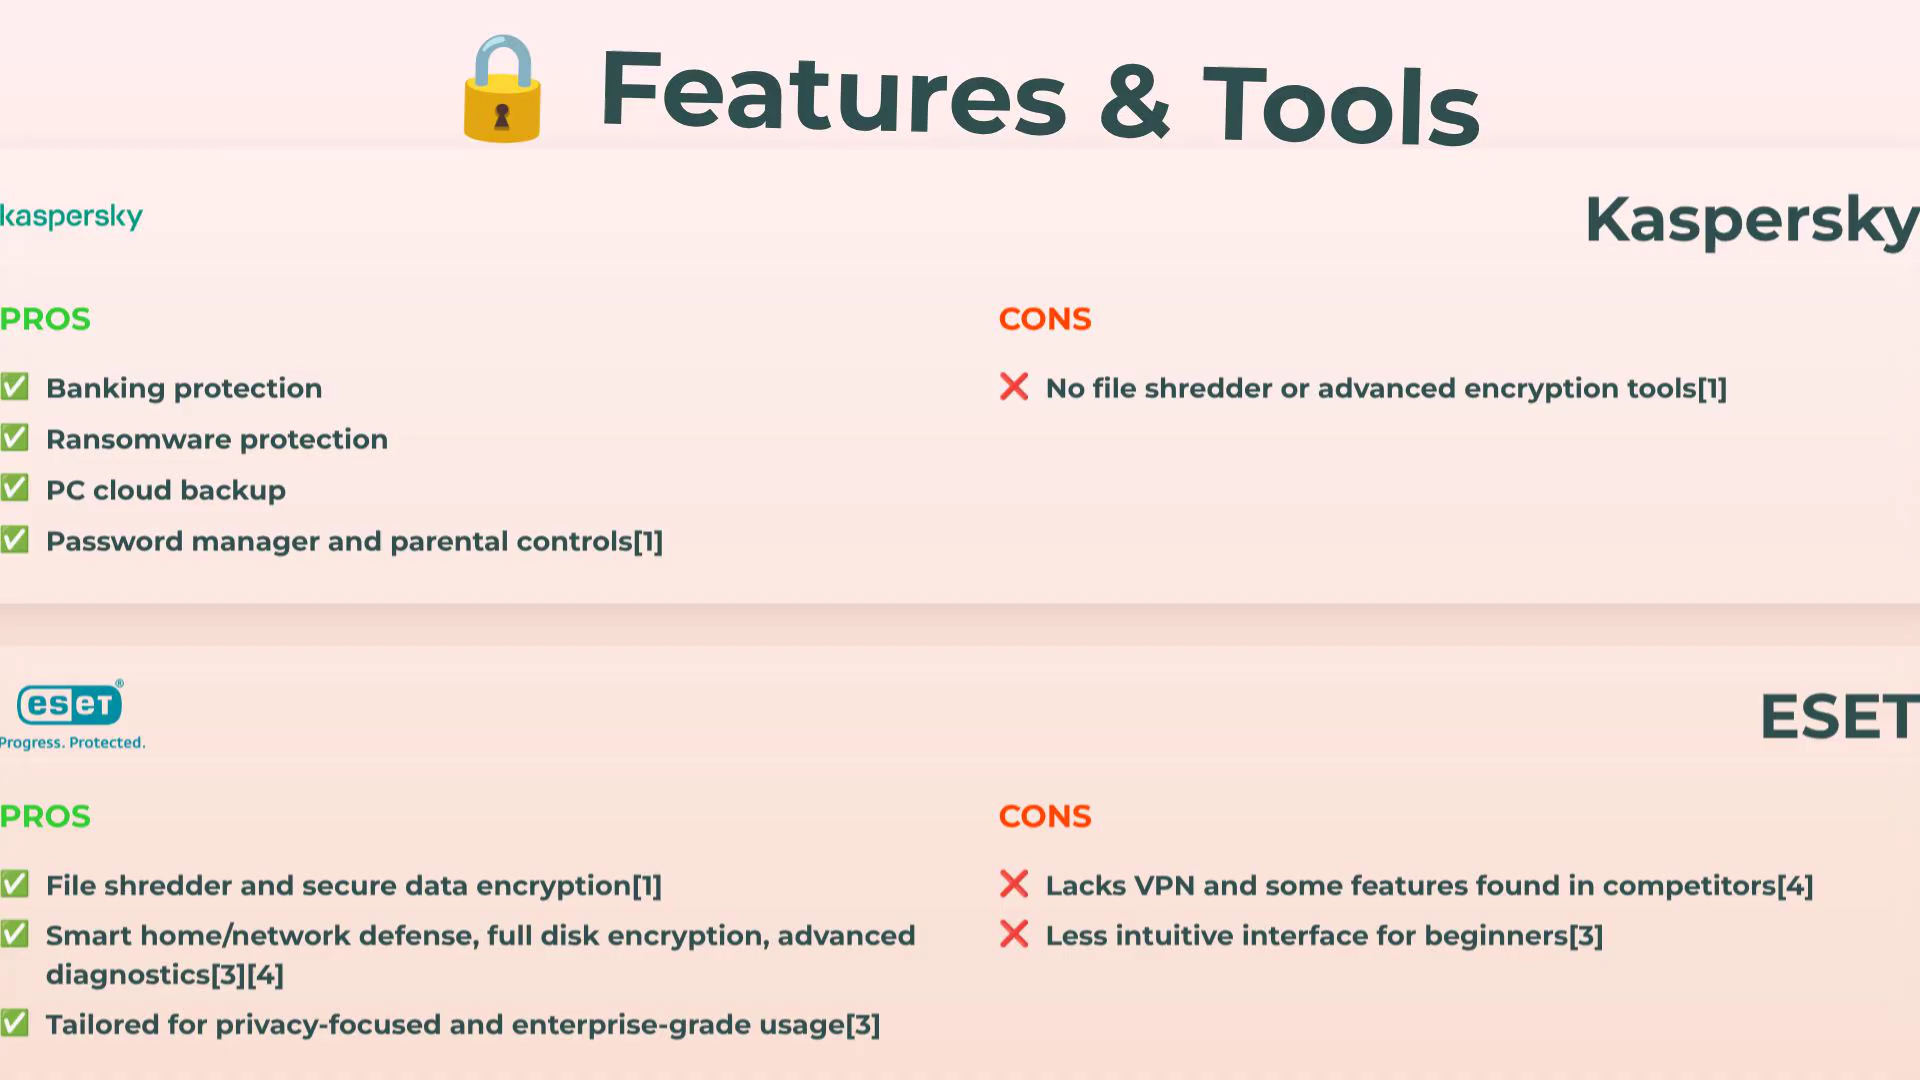 🔒 Features & Tools
kaspersky
Kaspersky
PROS
✅ Banking protection
✅ Ransomware protection
✅ PC cloud backup
✅ Password manager and parental controls[1]
CONS
❌ No file shredder or advanced encryption tools[1]
eset®
Progress. Protected.
ESET
PROS
✅ File shredder and secure data encryption[1]
✅ Smart home/network defense, full disk encryption, advanced
diagnostics[3][4]
✅ Tailored for privacy-focused and enterprise-grade usage[3]
CONS
❌ Lacks VPN and some features found in competitors[4]
❌ Less intuitive interface for beginners[3]